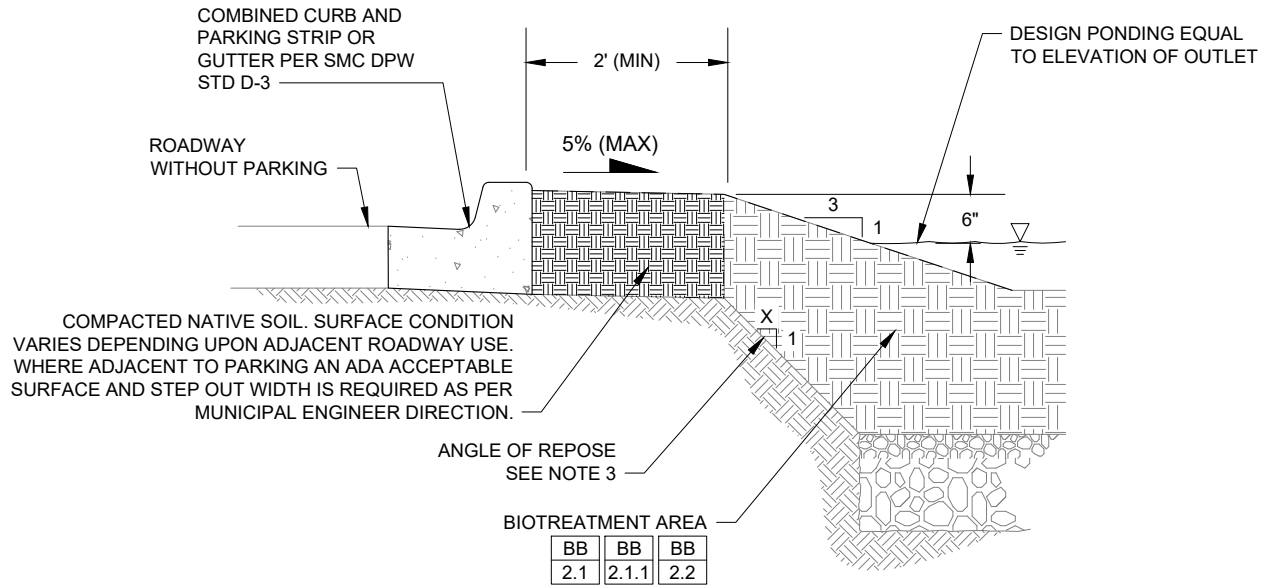 COMBINED CURB AND
PARKING STRIP OR
GUTTER PER SMC DPW
STD D-3
2' (MIN)
DESIGN PONDING EQUAL
TO ELEVATION OF OUTLET
ROADWAY
WITHOUT PARKING
5% (MAX)
3
1
6"
COMPACTED NATIVE SOIL. SURFACE CONDITION
VARIES DEPENDING UPON ADJACENT ROADWAY USE.
WHERE ADJACENT TO PARKING AN ADA ACCEPTABLE
SURFACE AND STEP OUT WIDTH IS REQUIRED AS PER
MUNICIPAL ENGINEER DIRECTION.
X
1
ANGLE OF REPOSE
SEE NOTE 3
BIOTREATMENT AREA
BB BB BB
2.1 2.1.1 2.2